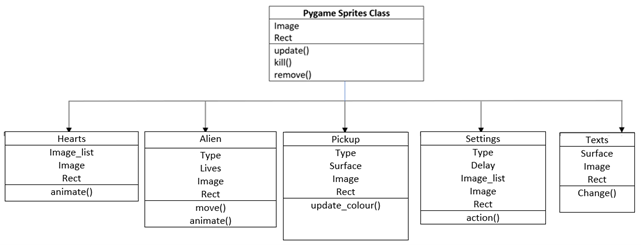 Pygame Sprites Class
Image
Rect
update()
kill()
remove()
Hearts
Image_list
Image
Rect
animate()
Alien
Type
Lives
Image
Rect
move()
animate()
Pickup
Type
Surface
Image
Rect
update_colour()
Settings
Type
Delay
Image_list
Image
Rect
action()
Texts
Surface
Image
Rect
Change()